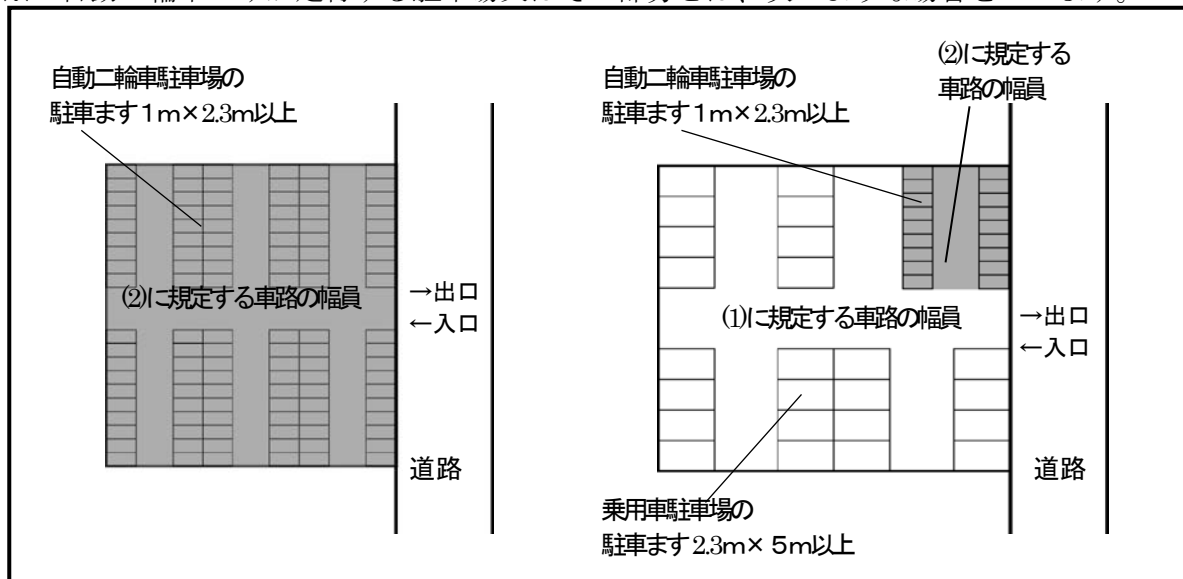 自動二輪車駐車場の
駐車ます1m×2.3m以上
(2)に規定する車路の幅員
→出口
←入口
道路
自動二輪車駐車場の
駐車ます1m×2.3m以上
(2)に規定する
車路の幅員
(1)に規定する車路の幅員
→出口
←入口
道路
乗用車駐車場の
駐車ます2.3m×5m以上